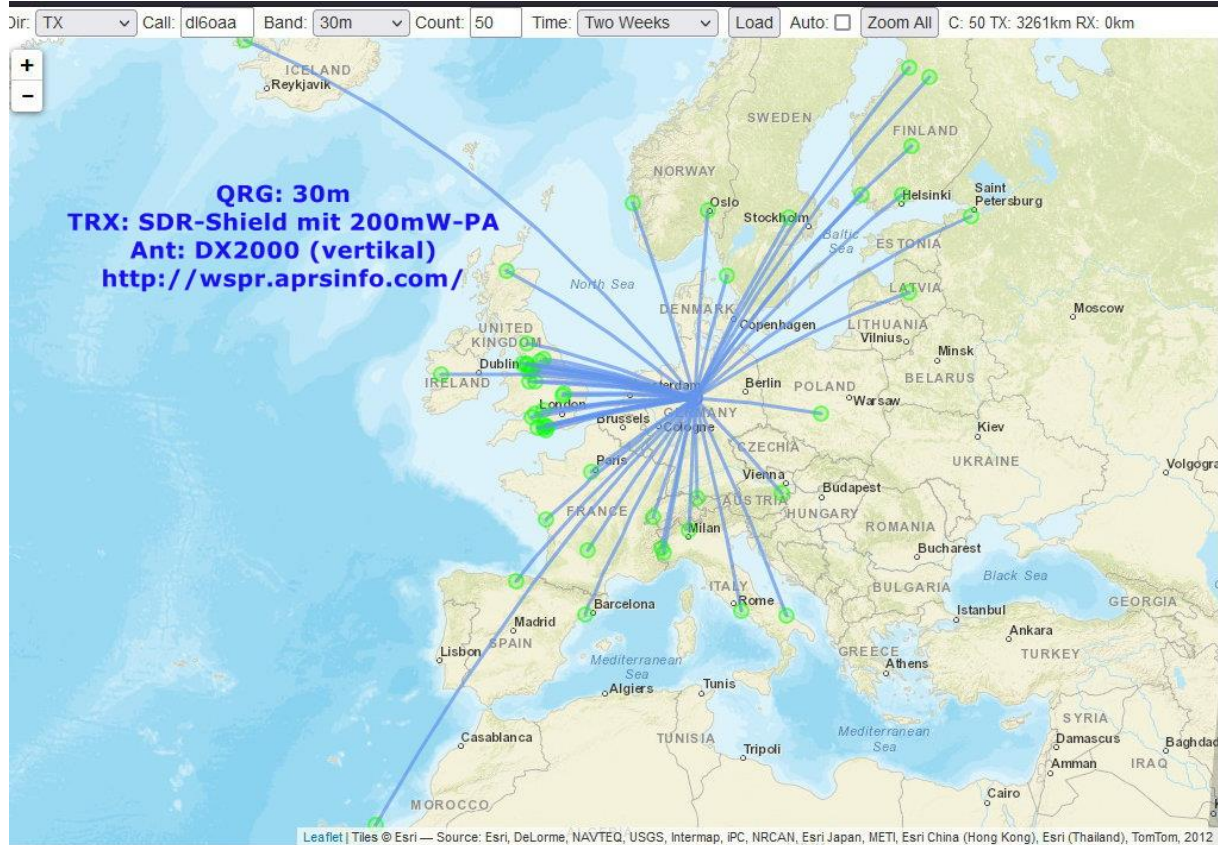 Dir: TX Call: dl6oaa Band: 30m Count: 50 Time: Two Weeks Load Auto: Zoom All C: 50 TX: 3261km RX: 0km
+
−
ICELAND
Reykjavik
SWEDEN
FINLAND
NORWAY
Helsinki
Saint
Petersburg
Oslo
Stockholm
Baltic
Sea
ESTONIA
QRG: 30m
TRX: SDR-Shield mit 200mW-PA
Ant: DX2000 (vertikal)
http://wspr.aprsinfo.com/
North Sea
LATVIA
DENMARK
Moscow
Copenhagen
LITHUANIA
UNITED
KINGDOM
Vilnius
Minsk
Dublin
IRELAND
Berlin
POLAND
BELARUS
London
Warsaw
GERMANY
Brussels
Cologne
Kiev
CZECHIA
Paris
UKRAINE
Volgogra
Vienna
AUSTRIA
Budapest
FRANCE
HUNGARY
Milan
ROMANIA
Bucharest
ITALY
Black Sea
BULGARIA
GEORGIA
Barcelona
Rome
Istanbul
Madrid
SPAIN
Ankara
Lisbon
GREECE
TURKEY
Mediterranean
Sea
Athens
Algiers
Tunis
SYRIA
Casablanca
TUNISIA
Mediterranean
Sea
Damascus
Baghdad
Tripoli
IRAQ
Amman
Cairo
MOROCCO
Leaflet | Tiles © Esri — Source: Esri, DeLorme, NAVTEQ, USGS, Intermap, iPC, NRCAN, Esri Japan, METI, Esri China (Hong Kong), Esri (Thailand), TomTom, 2012